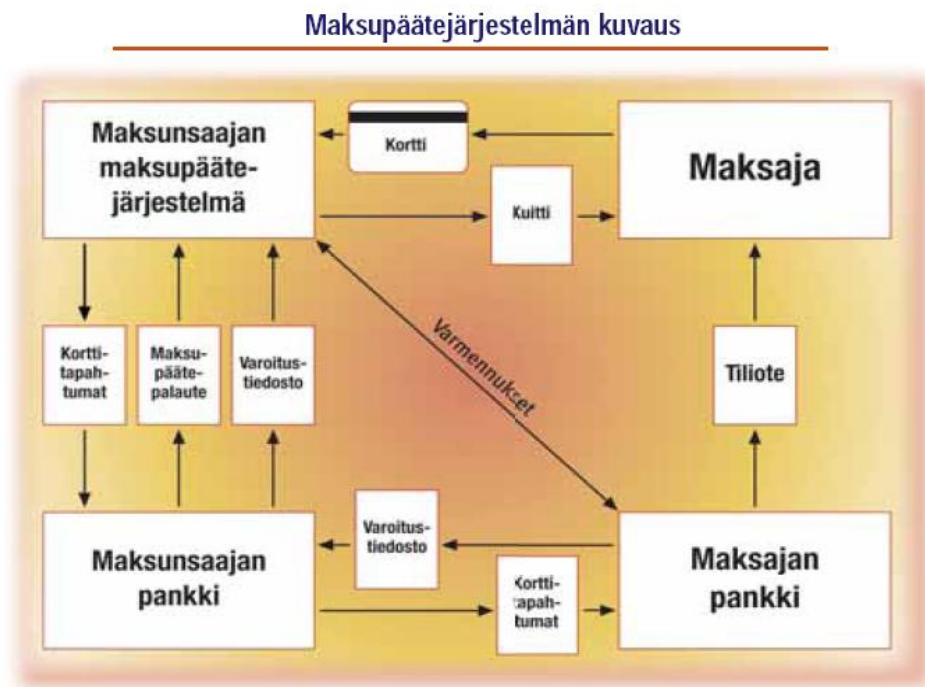 Maksupäätejärjestelmän kuvaus
Maksunsaajan
maksupääte-
järjestelmä
Kortti
Maksaja
Kuitti
Kortti-
tapah-
tumat
Maksu-
pääte-
palaute
Varoitus-
tiedosto
Varmennukset
Tiliote
Maksunsaajan
pankki
Varoitus-
tiedosto
Kortti-
tapah-
tumat
Maksajan
pankki